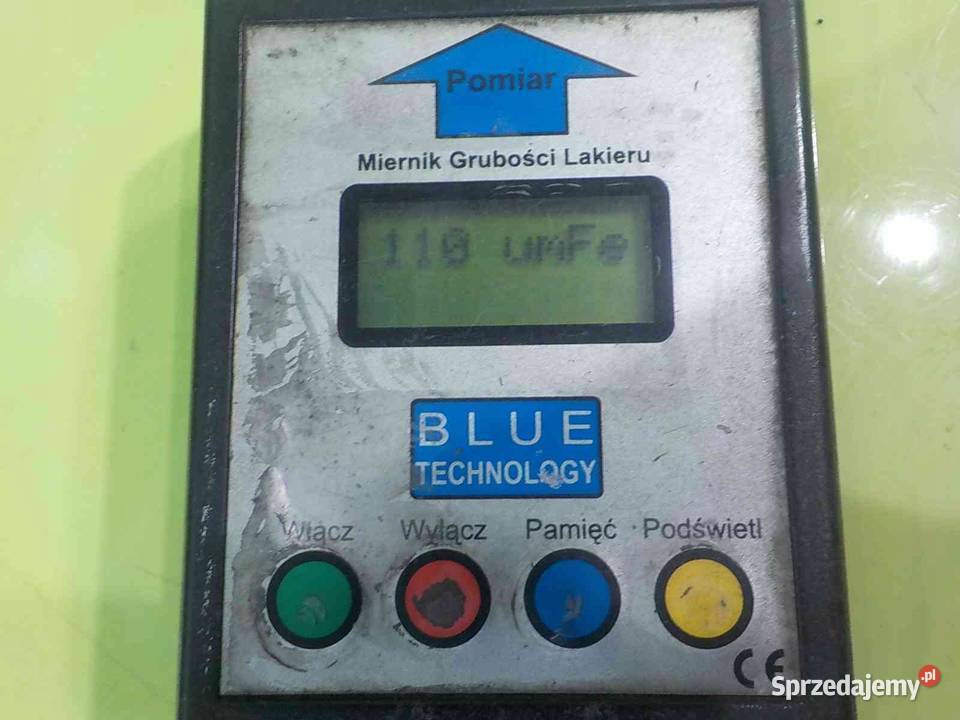 Pomiar
Miernik Grubości Lakieru
110 umFe
BLUE
TECHNOLOGY
Włącz Wyłącz Pamięć Podświetl
CE
Sprzedajemy.pl